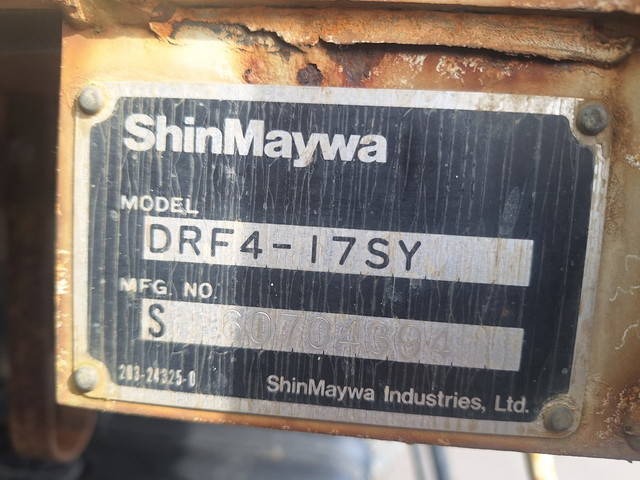 ShinMaywa
MODEL
DRF4-17SY
MFG. NO.
S
203-24325-0
ShinMaywa Industries, Ltd.